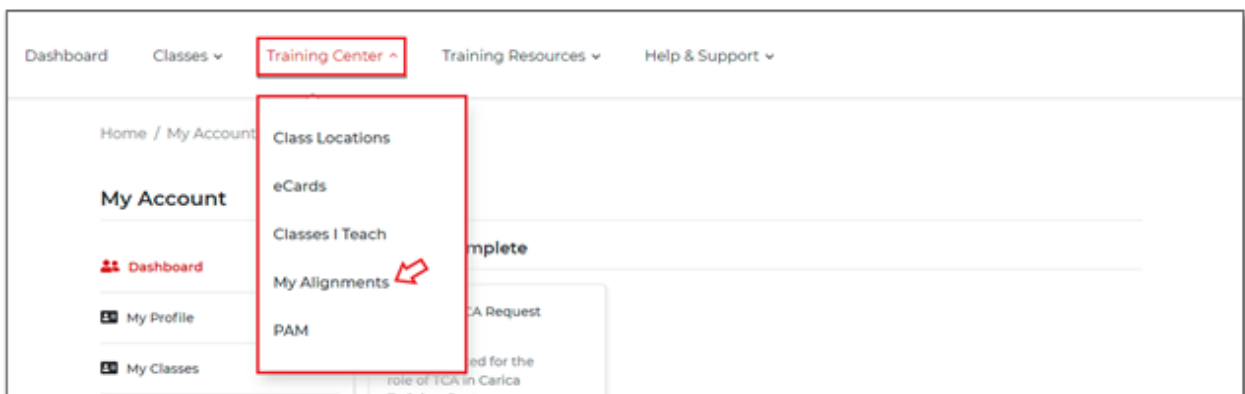 Dashboard Classes Training Center Training Resources Help & Support
Home / My Account
Class Locations
eCards
My Account
Classes I Teach
mplete
Dashboard
My Alignments
My Profile
CA Request
PAM
My Classes
ed for the
role of TCA in Carica